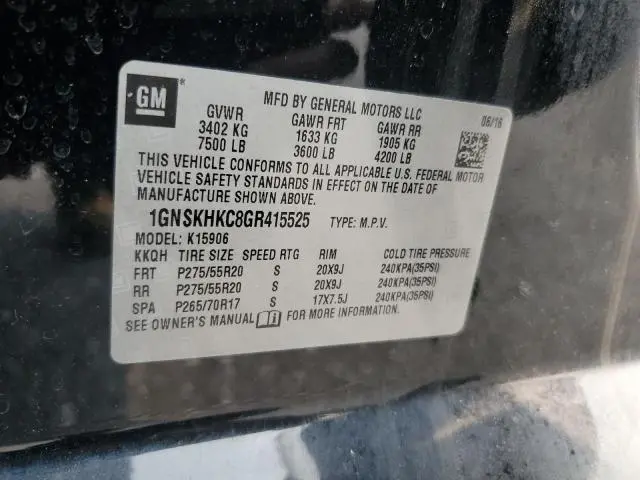 GM
MFD BY GENERAL MOTORS LLC
GVWR GAWR FRT GAWR RR 06/16
3402 KG 1633 KG 1905 KG
7500 LB 3600 LB 4200 LB
THIS VEHICLE CONFORMS TO ALL APPLICABLE U.S. FEDERAL MOTOR
VEHICLE SAFETY STANDARDS IN EFFECT ON THE DATE OF
MANUFACTURE SHOWN ABOVE.
1GNSKHKC8GR415525 TYPE: M.P.V.
MODEL: K15906
KKQH TIRE SIZE SPEED RTG RIM COLD TIRE PRESSURE
FRT P275/55R20 S 20X9J 240KPA(35PSI)
RR P275/55R20 S 20X9J 240KPA(35PSI)
SPA P265/70R17 S 17X7.5J 240KPA(35PSI)
SEE OWNER'S MANUAL FOR MORE INFORMATION.